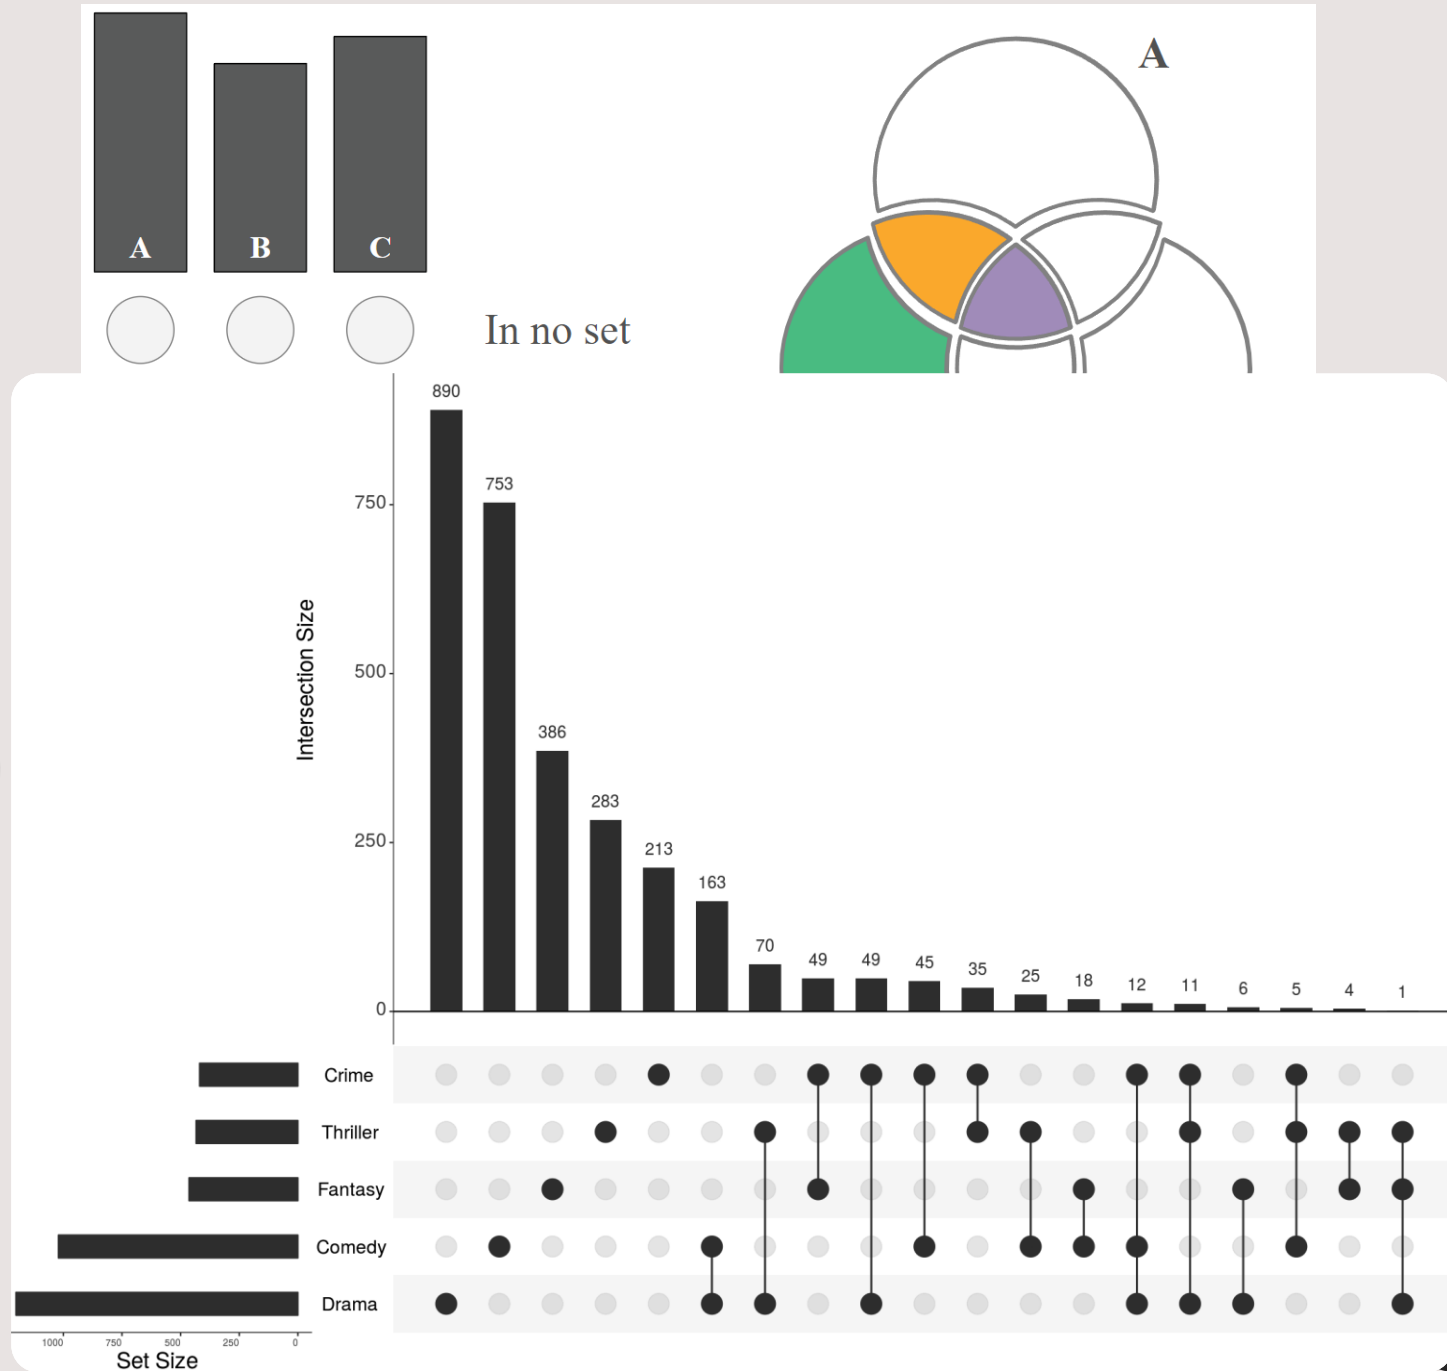 A
A B C
In no set
890
753
750
Intersection Size
500
386
283
250
213
163
70 49 49 45 35 25 18 12 11 6 5 4 1
0
Crime
Thriller
Fantasy
Comedy
Drama
1000 750 500 250 0
Set Size